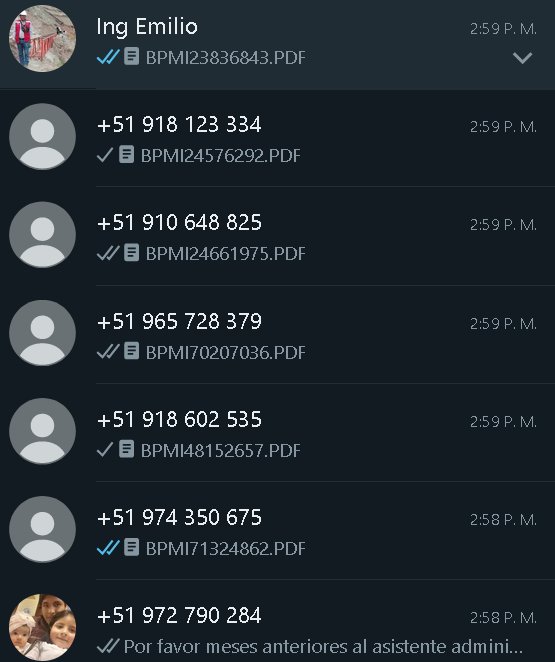 Ing Emilio 2:59 P. M.
BPMI23836843.PDF
+51 918 123 334 2:59 P. M.
BPMI24576292.PDF
+51 910 648 825 2:59 P. M.
BPMI24661975.PDF
+51 965 728 379 2:59 P. M.
BPMI70207036.PDF
+51 918 602 535 2:59 P. M.
BPMI48152657.PDF
+51 974 350 675 2:58 P. M.
BPMI71324862.PDF
+51 972 790 284 2:58 P. M.
Por favor meses anteriores al asistente admini...